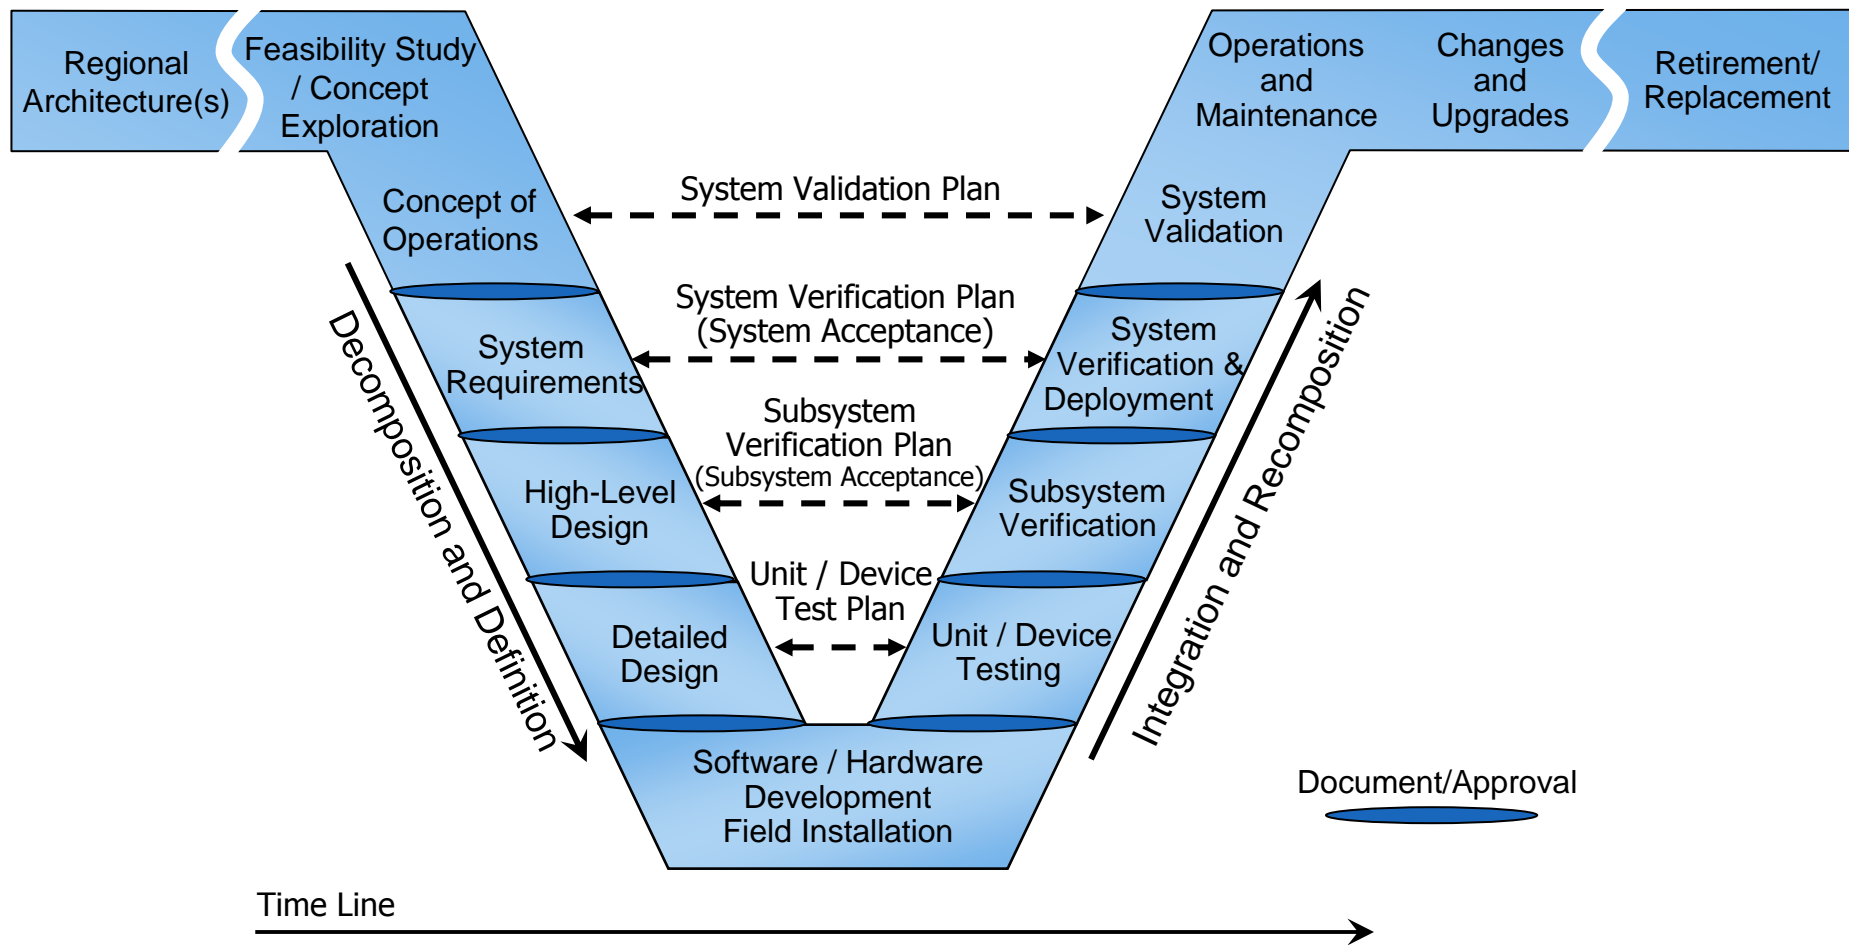 Regional
Architecture(s)
Feasibility Study
/ Concept
Exploration
Operations
and
Maintenance
Changes
and
Upgrades
Retirement/
Replacement
Concept of
Operations
System Validation Plan
System
Validation
System Verification Plan
(System Acceptance)
System
Requirements
System
Verification &
Deployment
Subsystem
Verification Plan
(Subsystem Acceptance)
High-Level
Design
Subsystem
Verification
Unit / Device
Test Plan
Detailed
Design
Unit / Device
Testing
Decomposition and Definition
Integration and Recomposition
Software / Hardware
Development
Field Installation
Document/Approval
Time Line